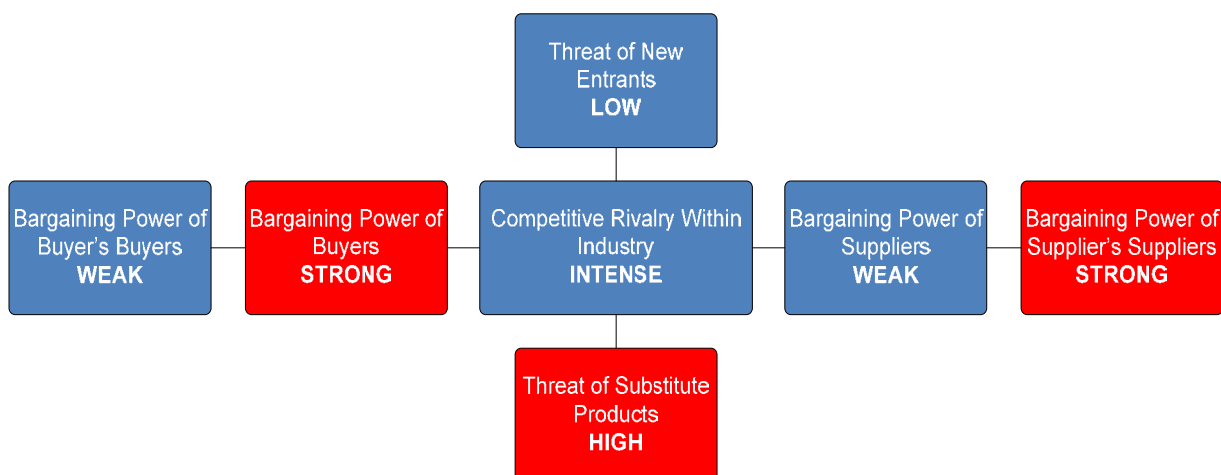 Threat of New
Entrants
LOW
Bargaining Power of
Buyer's Buyers
WEAK
Bargaining Power of
Buyers
STRONG
Competitive Rivalry Within
Industry
INTENSE
Bargaining Power of
Suppliers
WEAK
Bargaining Power of
Supplier's Suppliers
STRONG
Threat of Substitute
Products
HIGH